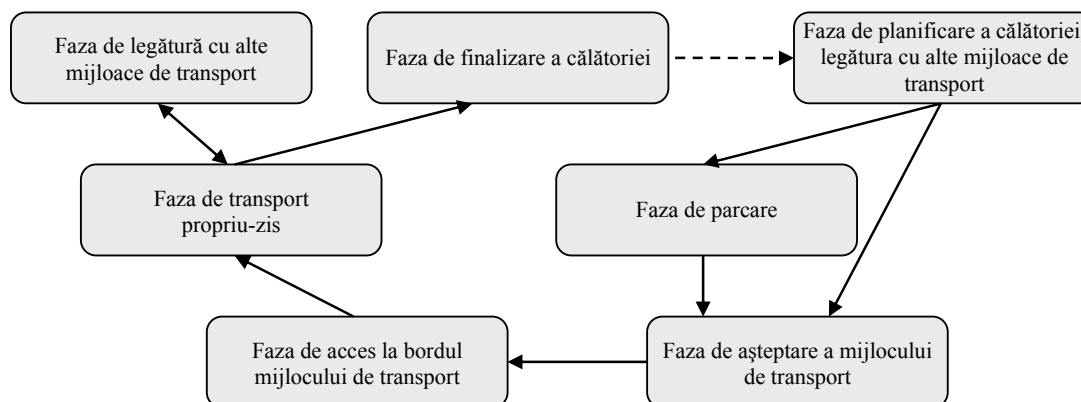 Faza de legătură cu alte
mijloace de transport
Faza de finalizare a călătoriei
Faza de planificare a călătoriei
legătura cu alte mijloace de
transport
Faza de transport
propriu-zis
Faza de parcare
Faza de acces la bordul
mijlocului de transport
Faza de aşteptare a mijlocului
de transport